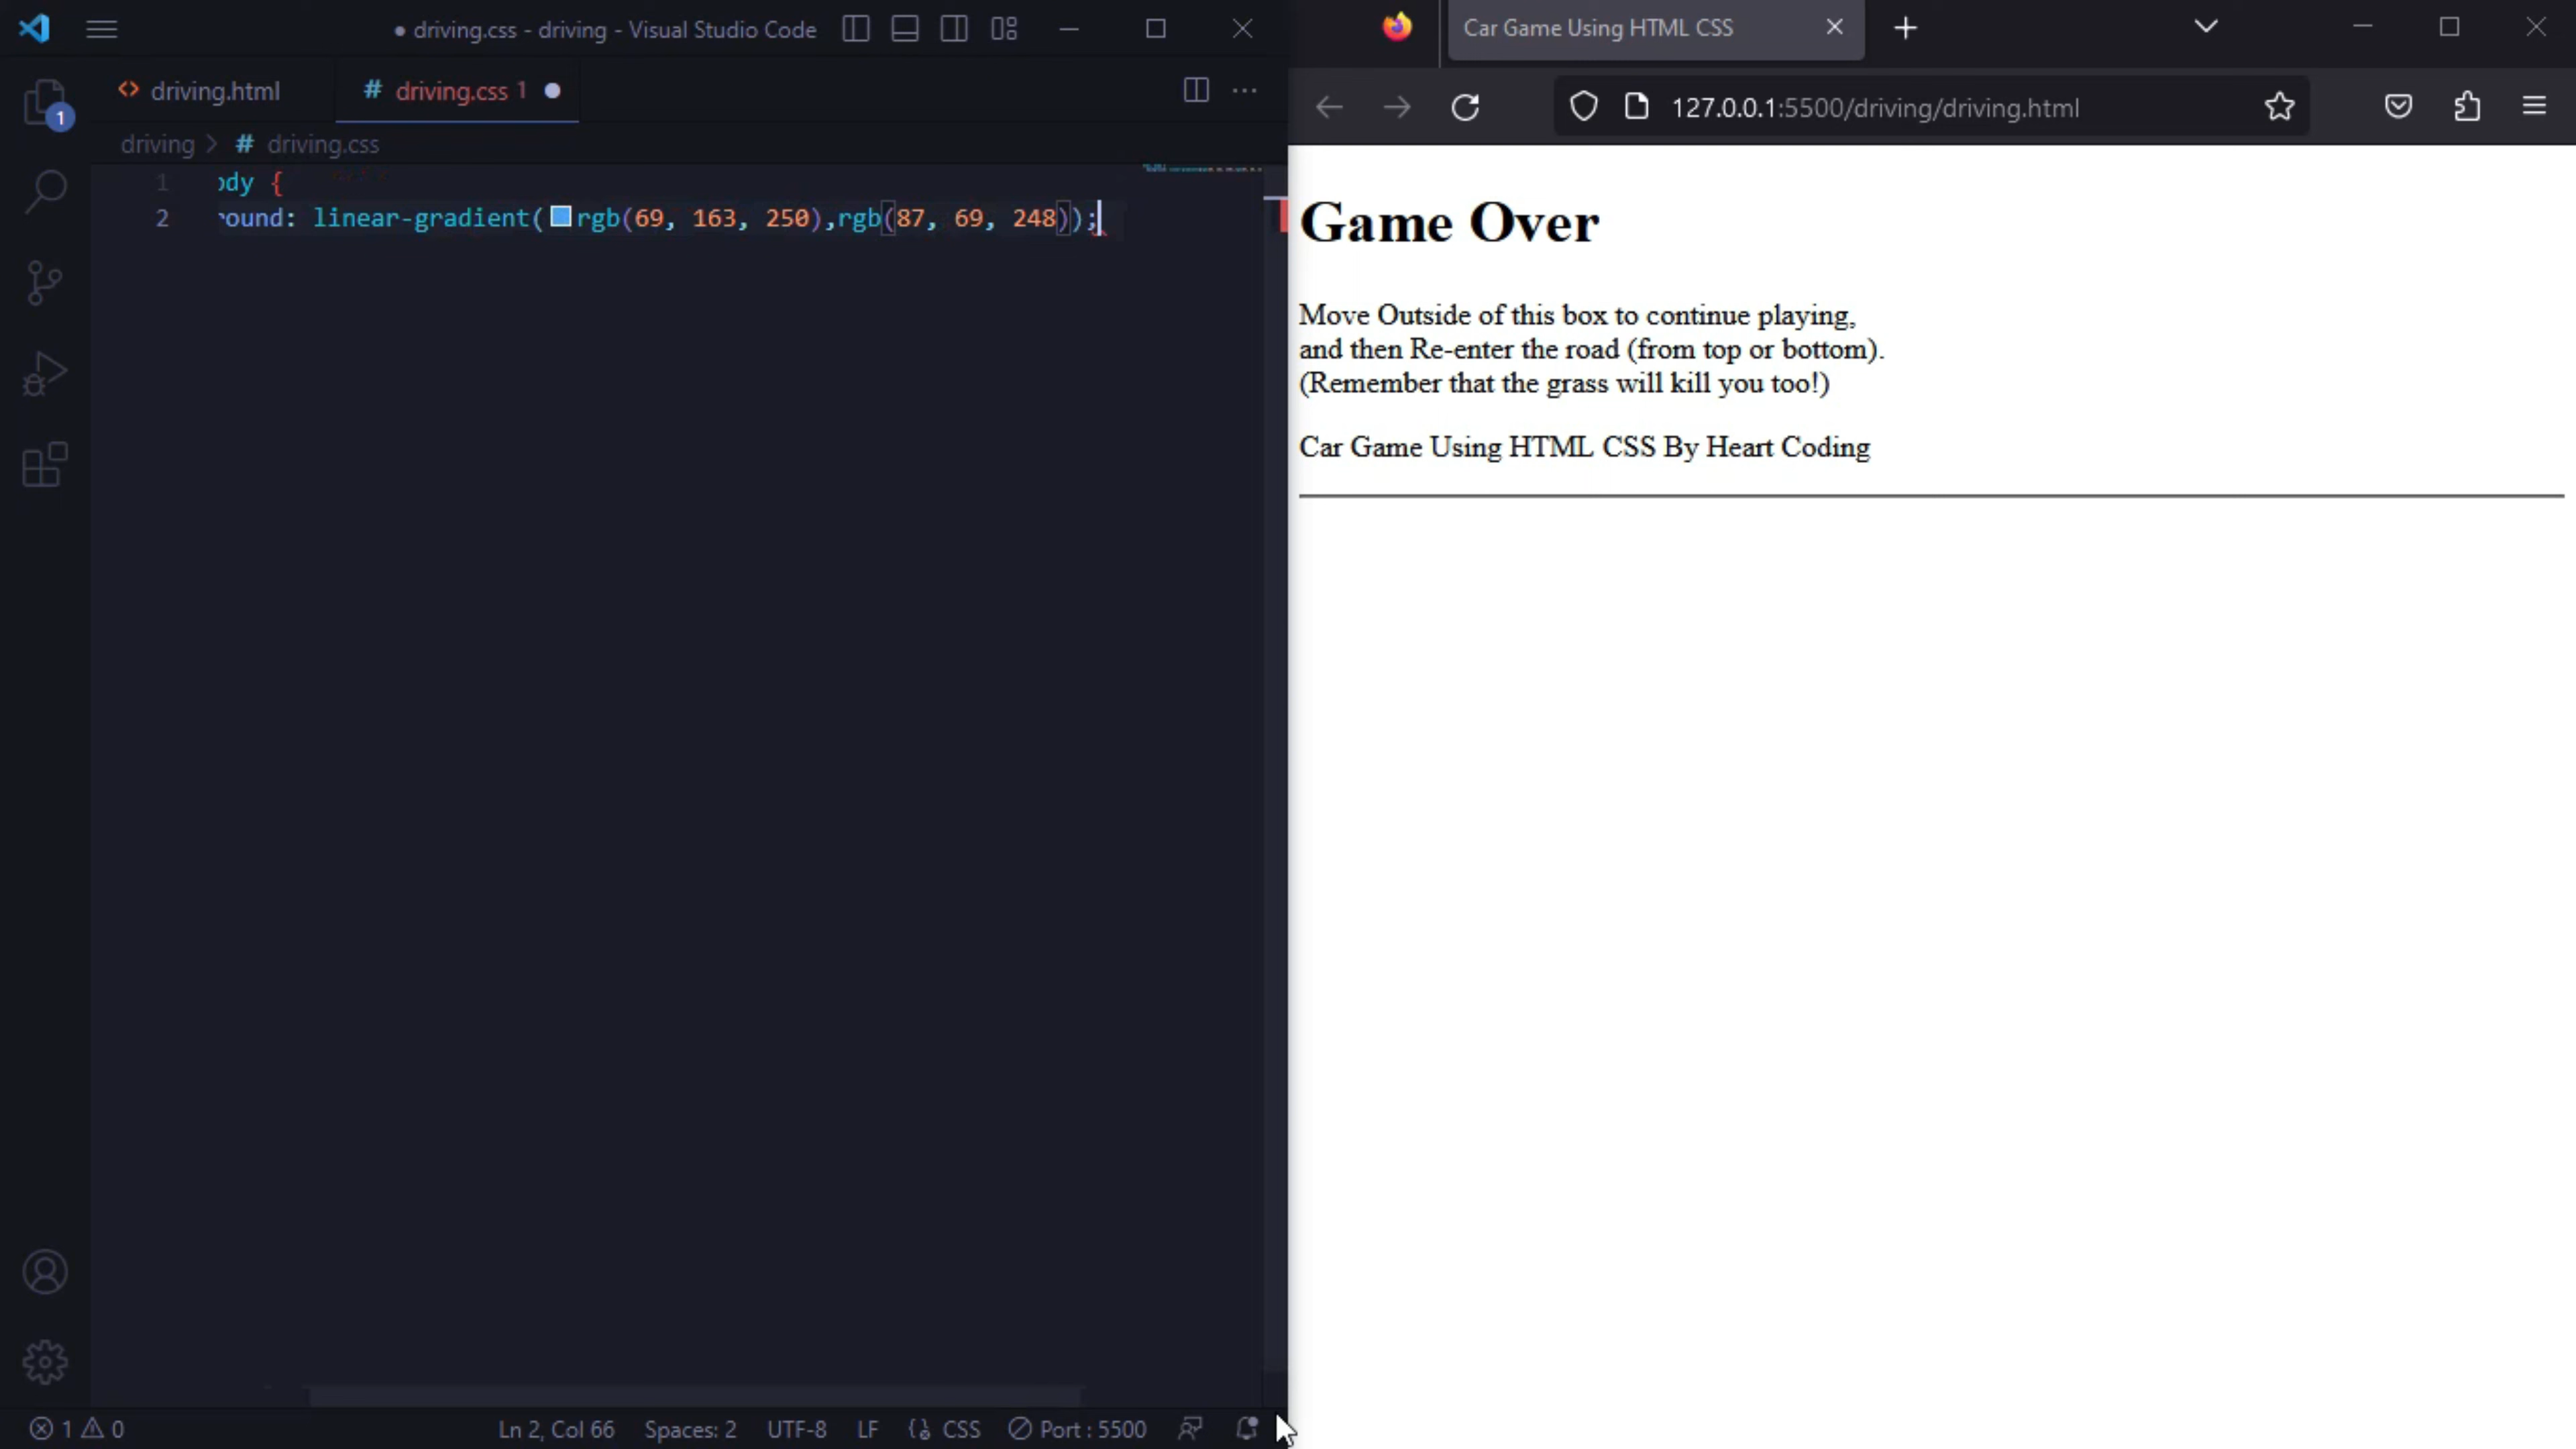 driving.css - driving - Visual Studio Code
driving.html
# driving.css 1
1
driving > # driving.css
1 ody {
2 round: linear-gradient(rgb(69, 163, 250),rgb(87, 69, 248));
1 0
Ln 2, Col 66
Spaces: 2
UTF-8
LF
CSS
Port : 5500
Car Game Using HTML CSS
127.0.0.1:5500/driving/driving.html
Game Over
Move Outside of this box to continue playing,
and then Re-enter the road (from top or bottom).
(Remember that the grass will kill you too!)
Car Game Using HTML CSS By Heart Coding